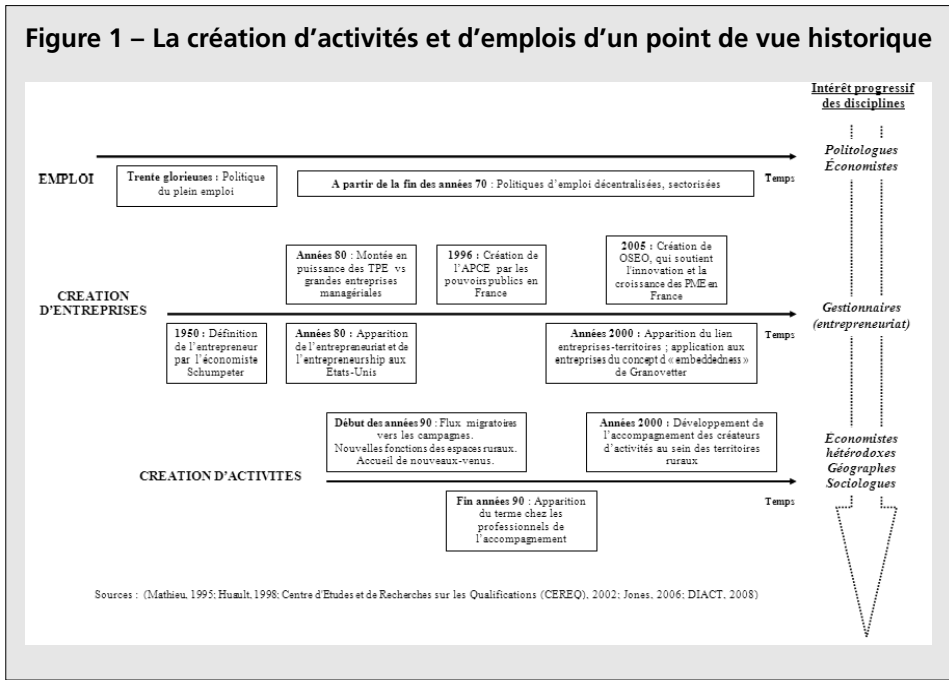 Figure 1 – La création d’activités et d’emplois d’un point de vue historique
Intérêt progressif
des disciplines
EMPLOI
Trente glorieuses : Politique
du plein emploi
A partir de la fin des années 70 : Politiques d’emploi décentralisées, sectorisées
Temps
Politologues
Économistes
CREATION
D'ENTREPRISES
Années 80 : Montée en
puissance des TPE vs
grandes entreprises
managériales
1996 : Création de
l’APCE par les
pouvoirs publics en
France
2005 : Création de
OSEO, qui soutient
l'innovation et la
croissance des PME en
France
1950 : Définition
de l’entrepreneur
par l’économiste
Schumpeter
Années 80 : Apparition
de l’entrepreneuriat et de
l’entrepreneurship aux
Etats-Unis
Années 2000 : Apparition du lien
entreprises-territoires ; application aux
entreprises du concept d « embeddedness »
de Granovetter
Temps
Gestionnaires
(entrepreneuriat)
CREATION D'ACTIVITES
Début des années 90 : Flux migratoires
vers les campagnes.
Nouvelles fonctions des espaces ruraux.
Accueil de nouveaux-venus.
Années 2000 : Développement de
l’accompagnement des créateurs
d’activités au sein des territoires
ruraux
Fin années 90 : Apparition
du terme chez les
professionnels de
l’accompagnement
Temps
Économistes
hétérodoxes
Géographes
Sociologues
Sources : (Mathieu, 1995; Huault, 1998; Centre d'Etudes et de Recherches sur les Qualifications (CEREQ), 2002; Jones, 2006; DIACT, 2008)